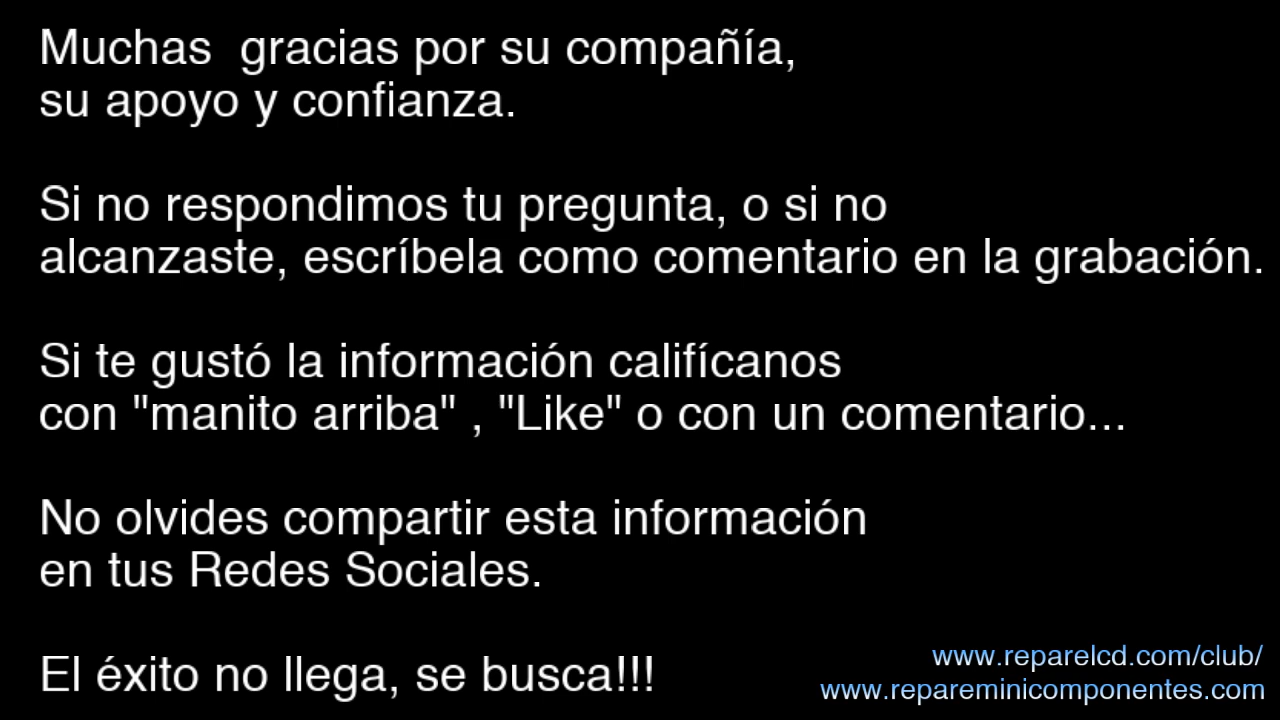 Muchas  gracias por su compañía,
su apoyo y confianza.
Si no respondimos tu pregunta, o si no
alcanzaste, escríbela como comentario en la grabación.
Si te gustó la información califícanos
con "manito arriba" , "Like" o con un comentario...
No olvides compartir esta información
en tus Redes Sociales.
El éxito no llega, se busca!!!
www.reparelcd.com/club/
www.repareminicomponentes.com